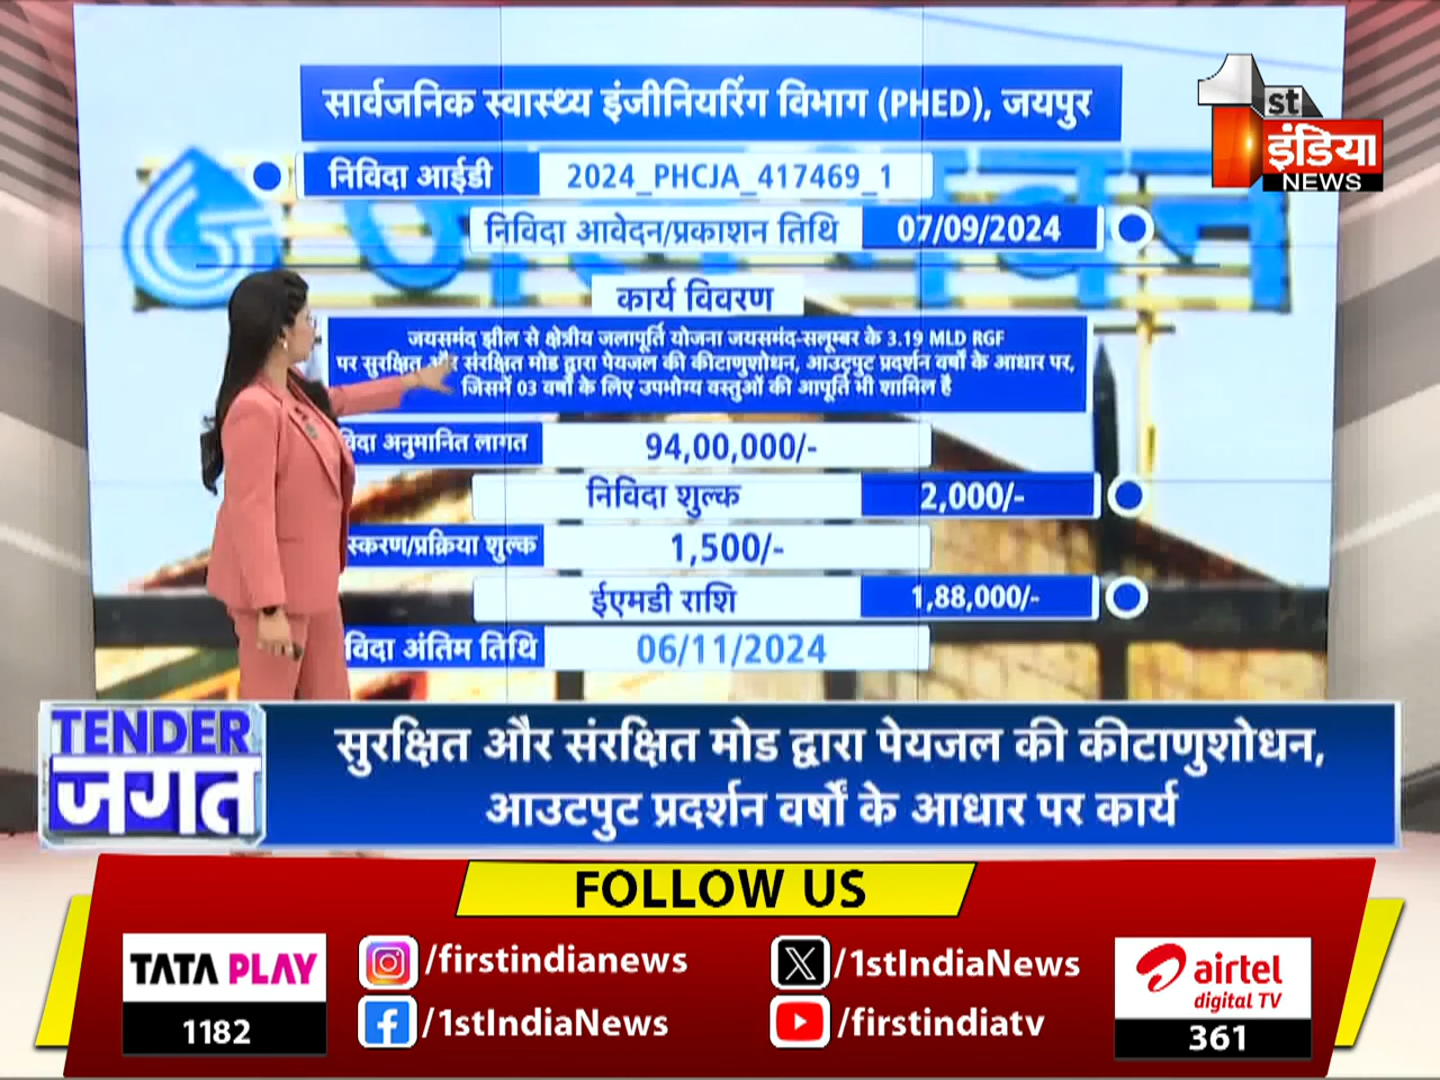 सार्वजनिक स्वास्थ्य इंजीनियरिंग विभाग (PHED), जयपुर
1st
इंडिया
NEWS
निविदा आईडी 2024_PHCJA_417469_1
निविदा आवेदन/प्रकाशन तिथि 07/09/2024
कार्य विवरण
जयसमंद झील से क्षेत्रीय जलापूर्ति योजना जयसमंद-सलूम्बर के 3.19 MLD RGF
पर सुरक्षित और संरक्षित मोड द्वारा पेयजल की कीटाणुशोधन, आउटपुट प्रदर्शन वर्षों के आधार पर,
जिसमें 03 वर्षों के लिए उपभोग्य वस्तुओं की आपूर्ति भी शामिल है
विदा अनुमानित लागत 94,00,000/-
निविदा शुल्क 2,000/-
स्करण/प्रक्रिया शुल्क 1,500/-
ईएमडी राशि 1,88,000/-
विदा अंतिम तिथि 06/11/2024
TENDER
जगत
सुरक्षित और संरक्षित मोड द्वारा पेयजल की कीटाणुशोधन,
आउटपुट प्रदर्शन वर्षों के आधार पर कार्य
FOLLOW US
TATA PLAY
1182
/firstindianews
/1stIndiaNews
/1stIndiaNews
/firstindiatv
airtel
digital TV
361